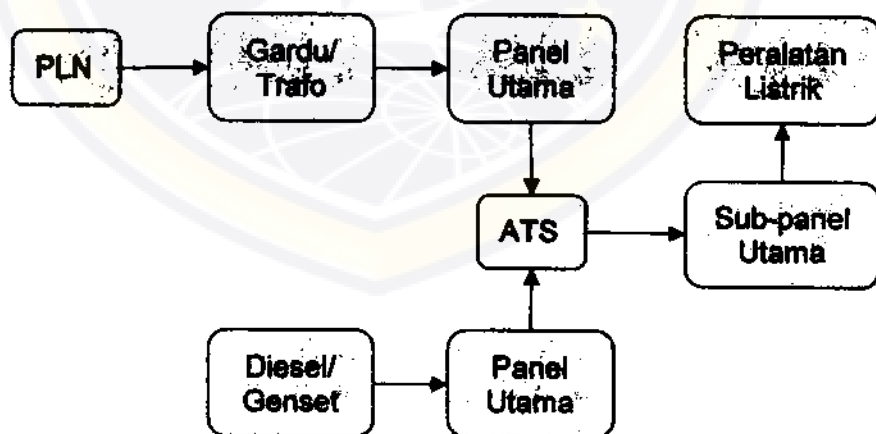 PLN
Gardu/
Trafo
Panel
Utama
Peralatan
Listrik
ATS
Sub-panel
Utama
Diesel/
Genset
Panel
Utama